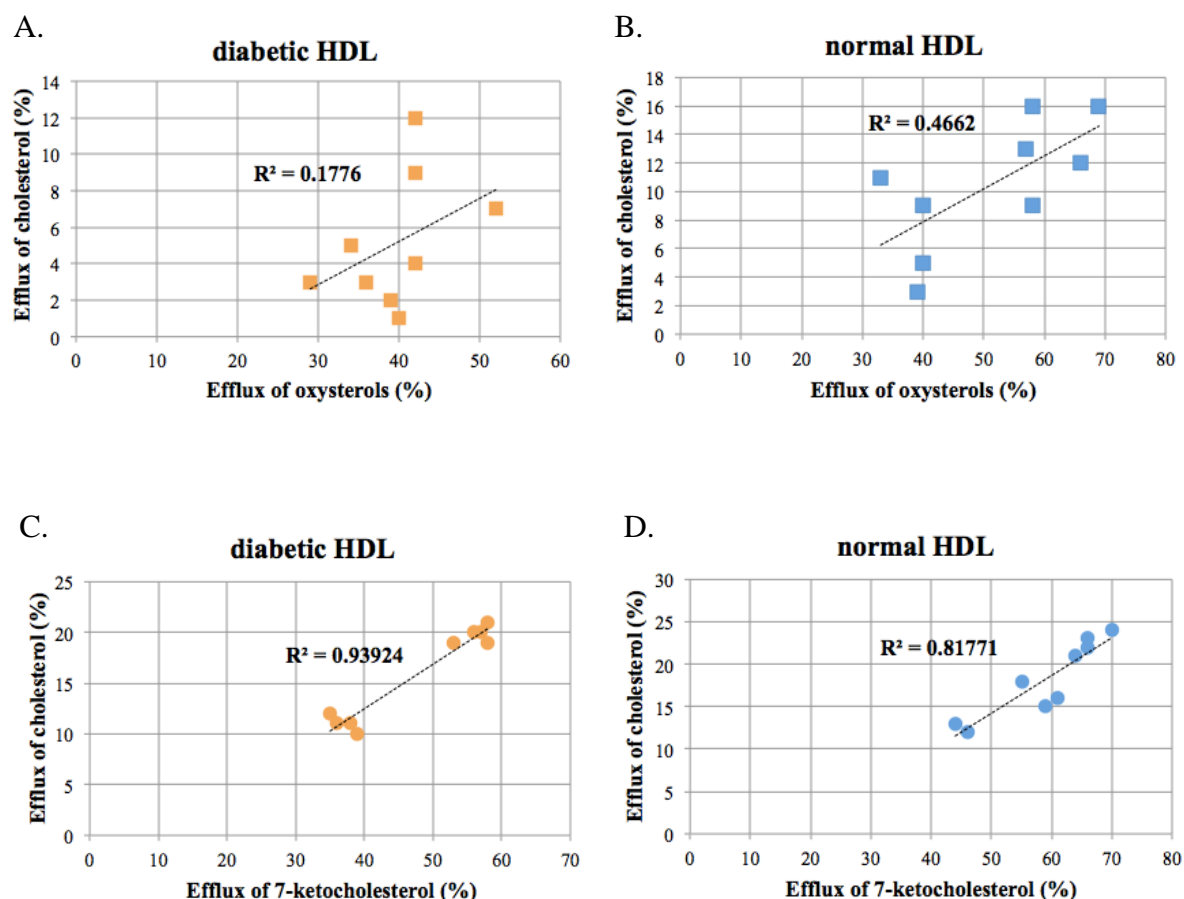 A.
diabetic HDL
Efflux of cholesterol (%)
14
12
10
8
6
4
2
0
R² = 0.1776
0 10 20 30 40 50 60
Efflux of oxysterols (%)
B.
normal HDL
Efflux of cholesterol (%)
18
16
14
12
10
8
6
4
2
0
R² = 0.4662
0 10 20 30 40 50 60 70 80
Efflux of oxysterols (%)
C.
diabetic HDL
Efflux of cholesterol (%)
25
20
15
10
5
0
R² = 0.93924
0 10 20 30 40 50 60 70
Efflux of 7-ketocholesterol (%)
D.
normal HDL
Efflux of cholesterol (%)
30
25
20
15
10
5
0
R² = 0.81771
0 10 20 30 40 50 60 70 80
Efflux of 7-ketocholesterol (%)